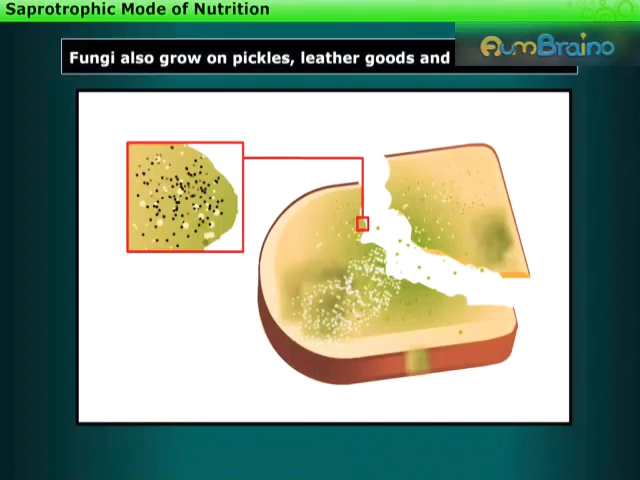 Saprotrophic Mode of Nutrition
Fungi also grow on pickles, leather goods and
AumBraino